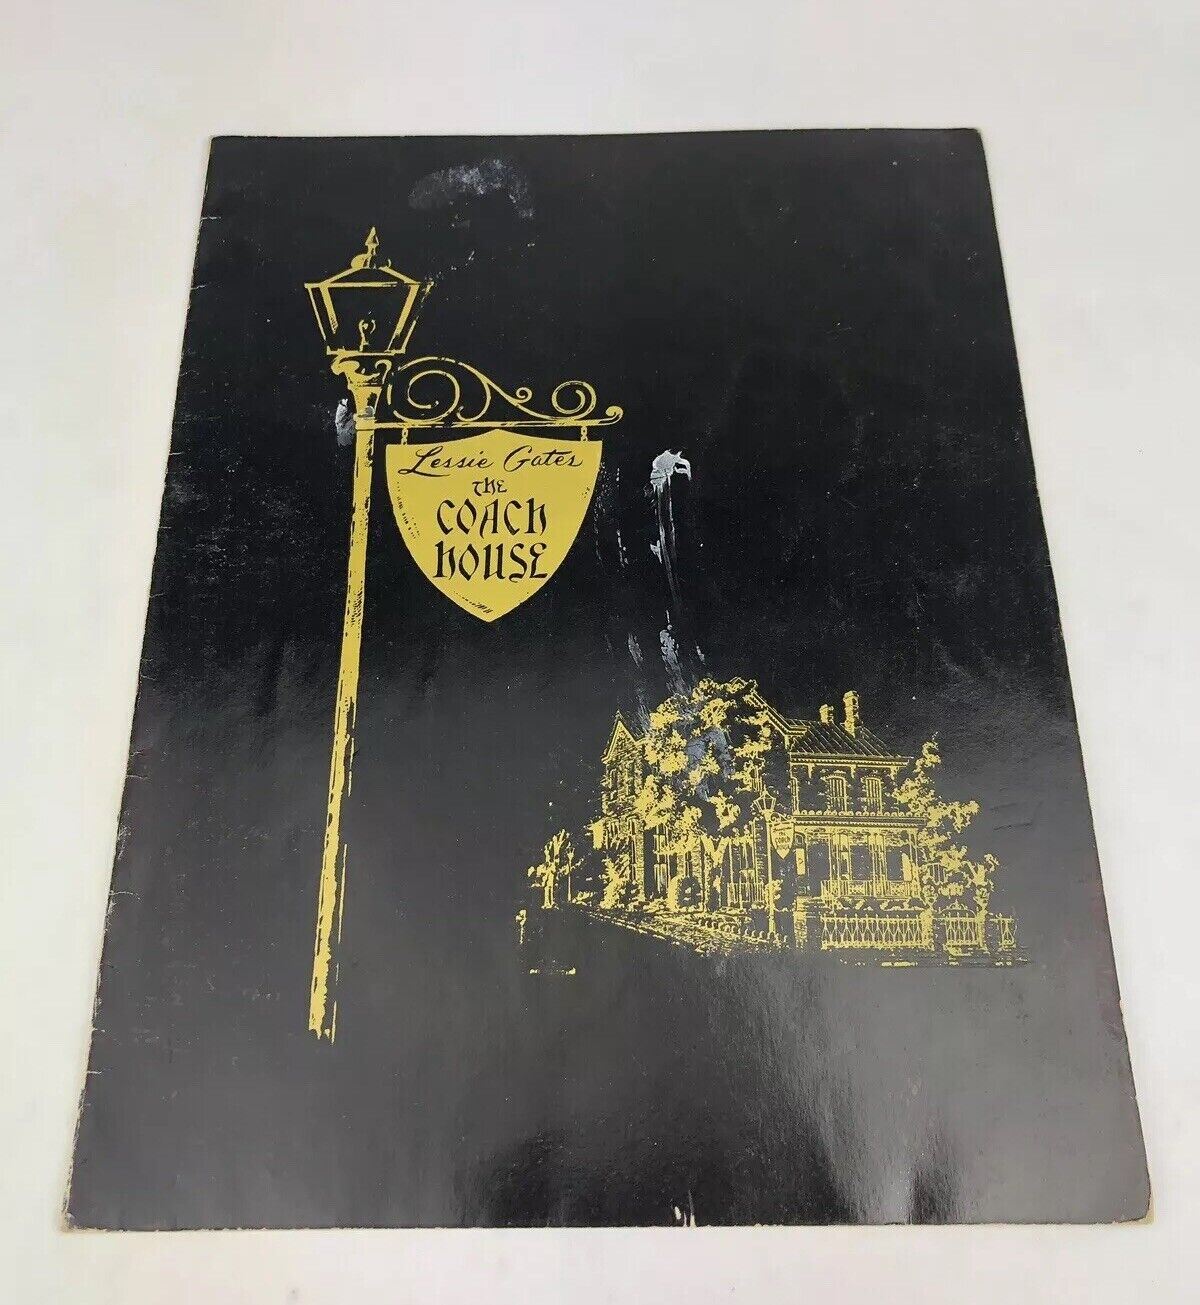 Lessie Gates
the
COACH
HOUSE